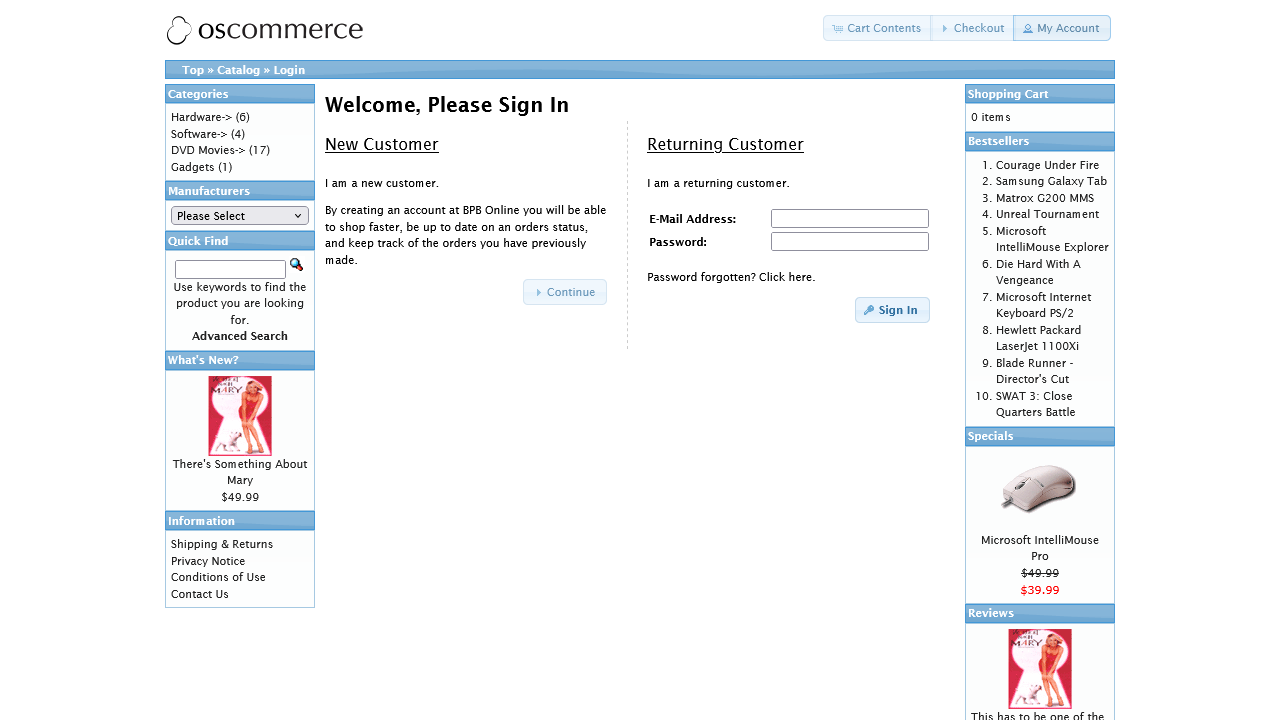 oscommerce
Cart Contents
Checkout
My Account
Top » Catalog » Login
Categories
Hardware-> (6)
Software-> (4)
DVD Movies-> (17)
Gadgets (1)
Manufacturers
Please Select
Quick Find
Use keywords to find the
product you are looking
for.
Advanced Search
What's New?
There's Something About
Mary
$49.99
Information
Shipping & Returns
Privacy Notice
Conditions of Use
Contact Us
Welcome, Please Sign In
New Customer
I am a new customer.
By creating an account at BPB Online you will be able
to shop faster, be up to date on an orders status,
and keep track of the orders you have previously
made.
Continue
Returning Customer
I am a returning customer.
E-Mail Address:
Password:
Password forgotten? Click here.
Sign In
Shopping Cart
0 items
Bestsellers
1. Courage Under Fire
2. Samsung Galaxy Tab
3. Matrox G200 MMS
4. Unreal Tournament
5. Microsoft
IntelliMouse Explorer
6. Die Hard With A
Vengeance
7. Microsoft Internet
Keyboard PS/2
8. Hewlett Packard
LaserJet 1100Xi
9. Blade Runner -
Director's Cut
10. SWAT 3: Close
Quarters Battle
Specials
Microsoft IntelliMouse
Pro
$49.99
$39.99
Reviews
MARY
This has to be one of the